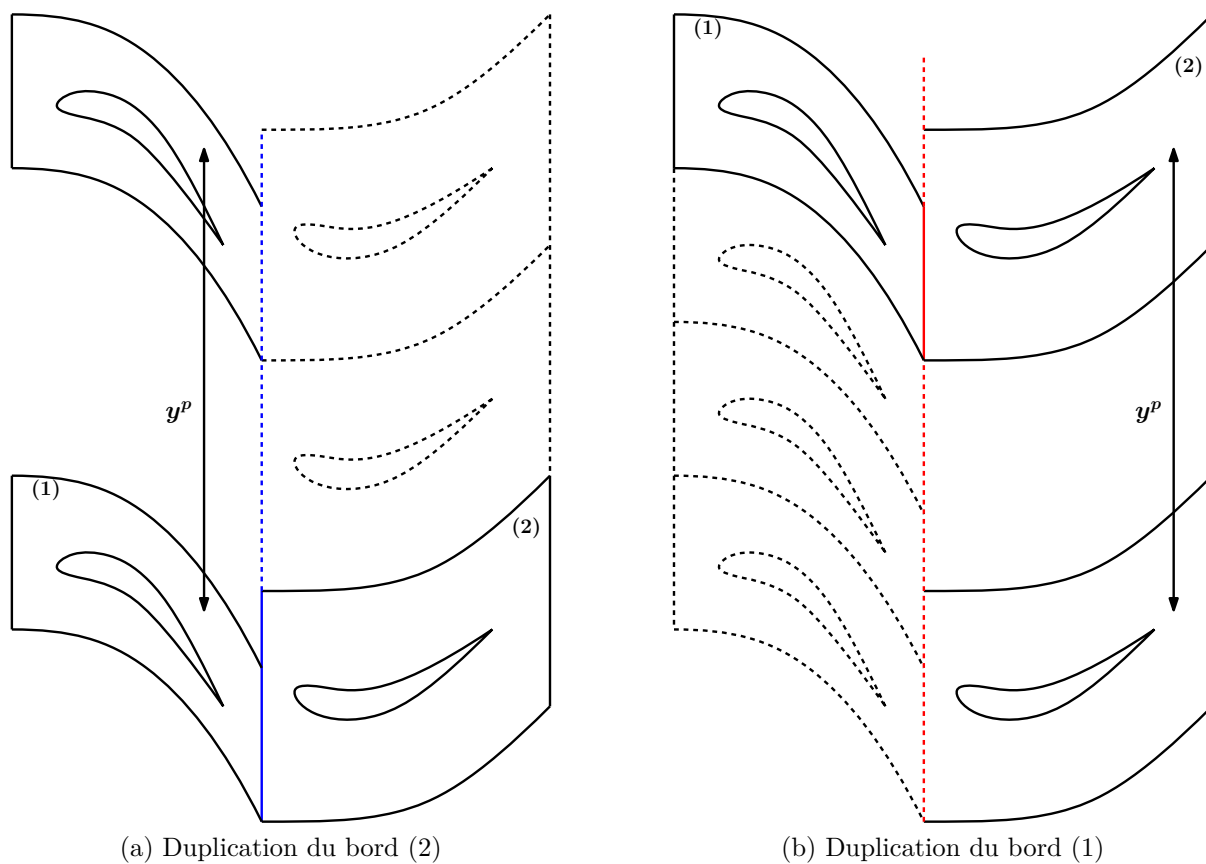 (1)
(2)
y^p
y^p
(1)
(2)
(a) Duplication du bord (2)
(b) Duplication du bord (1)